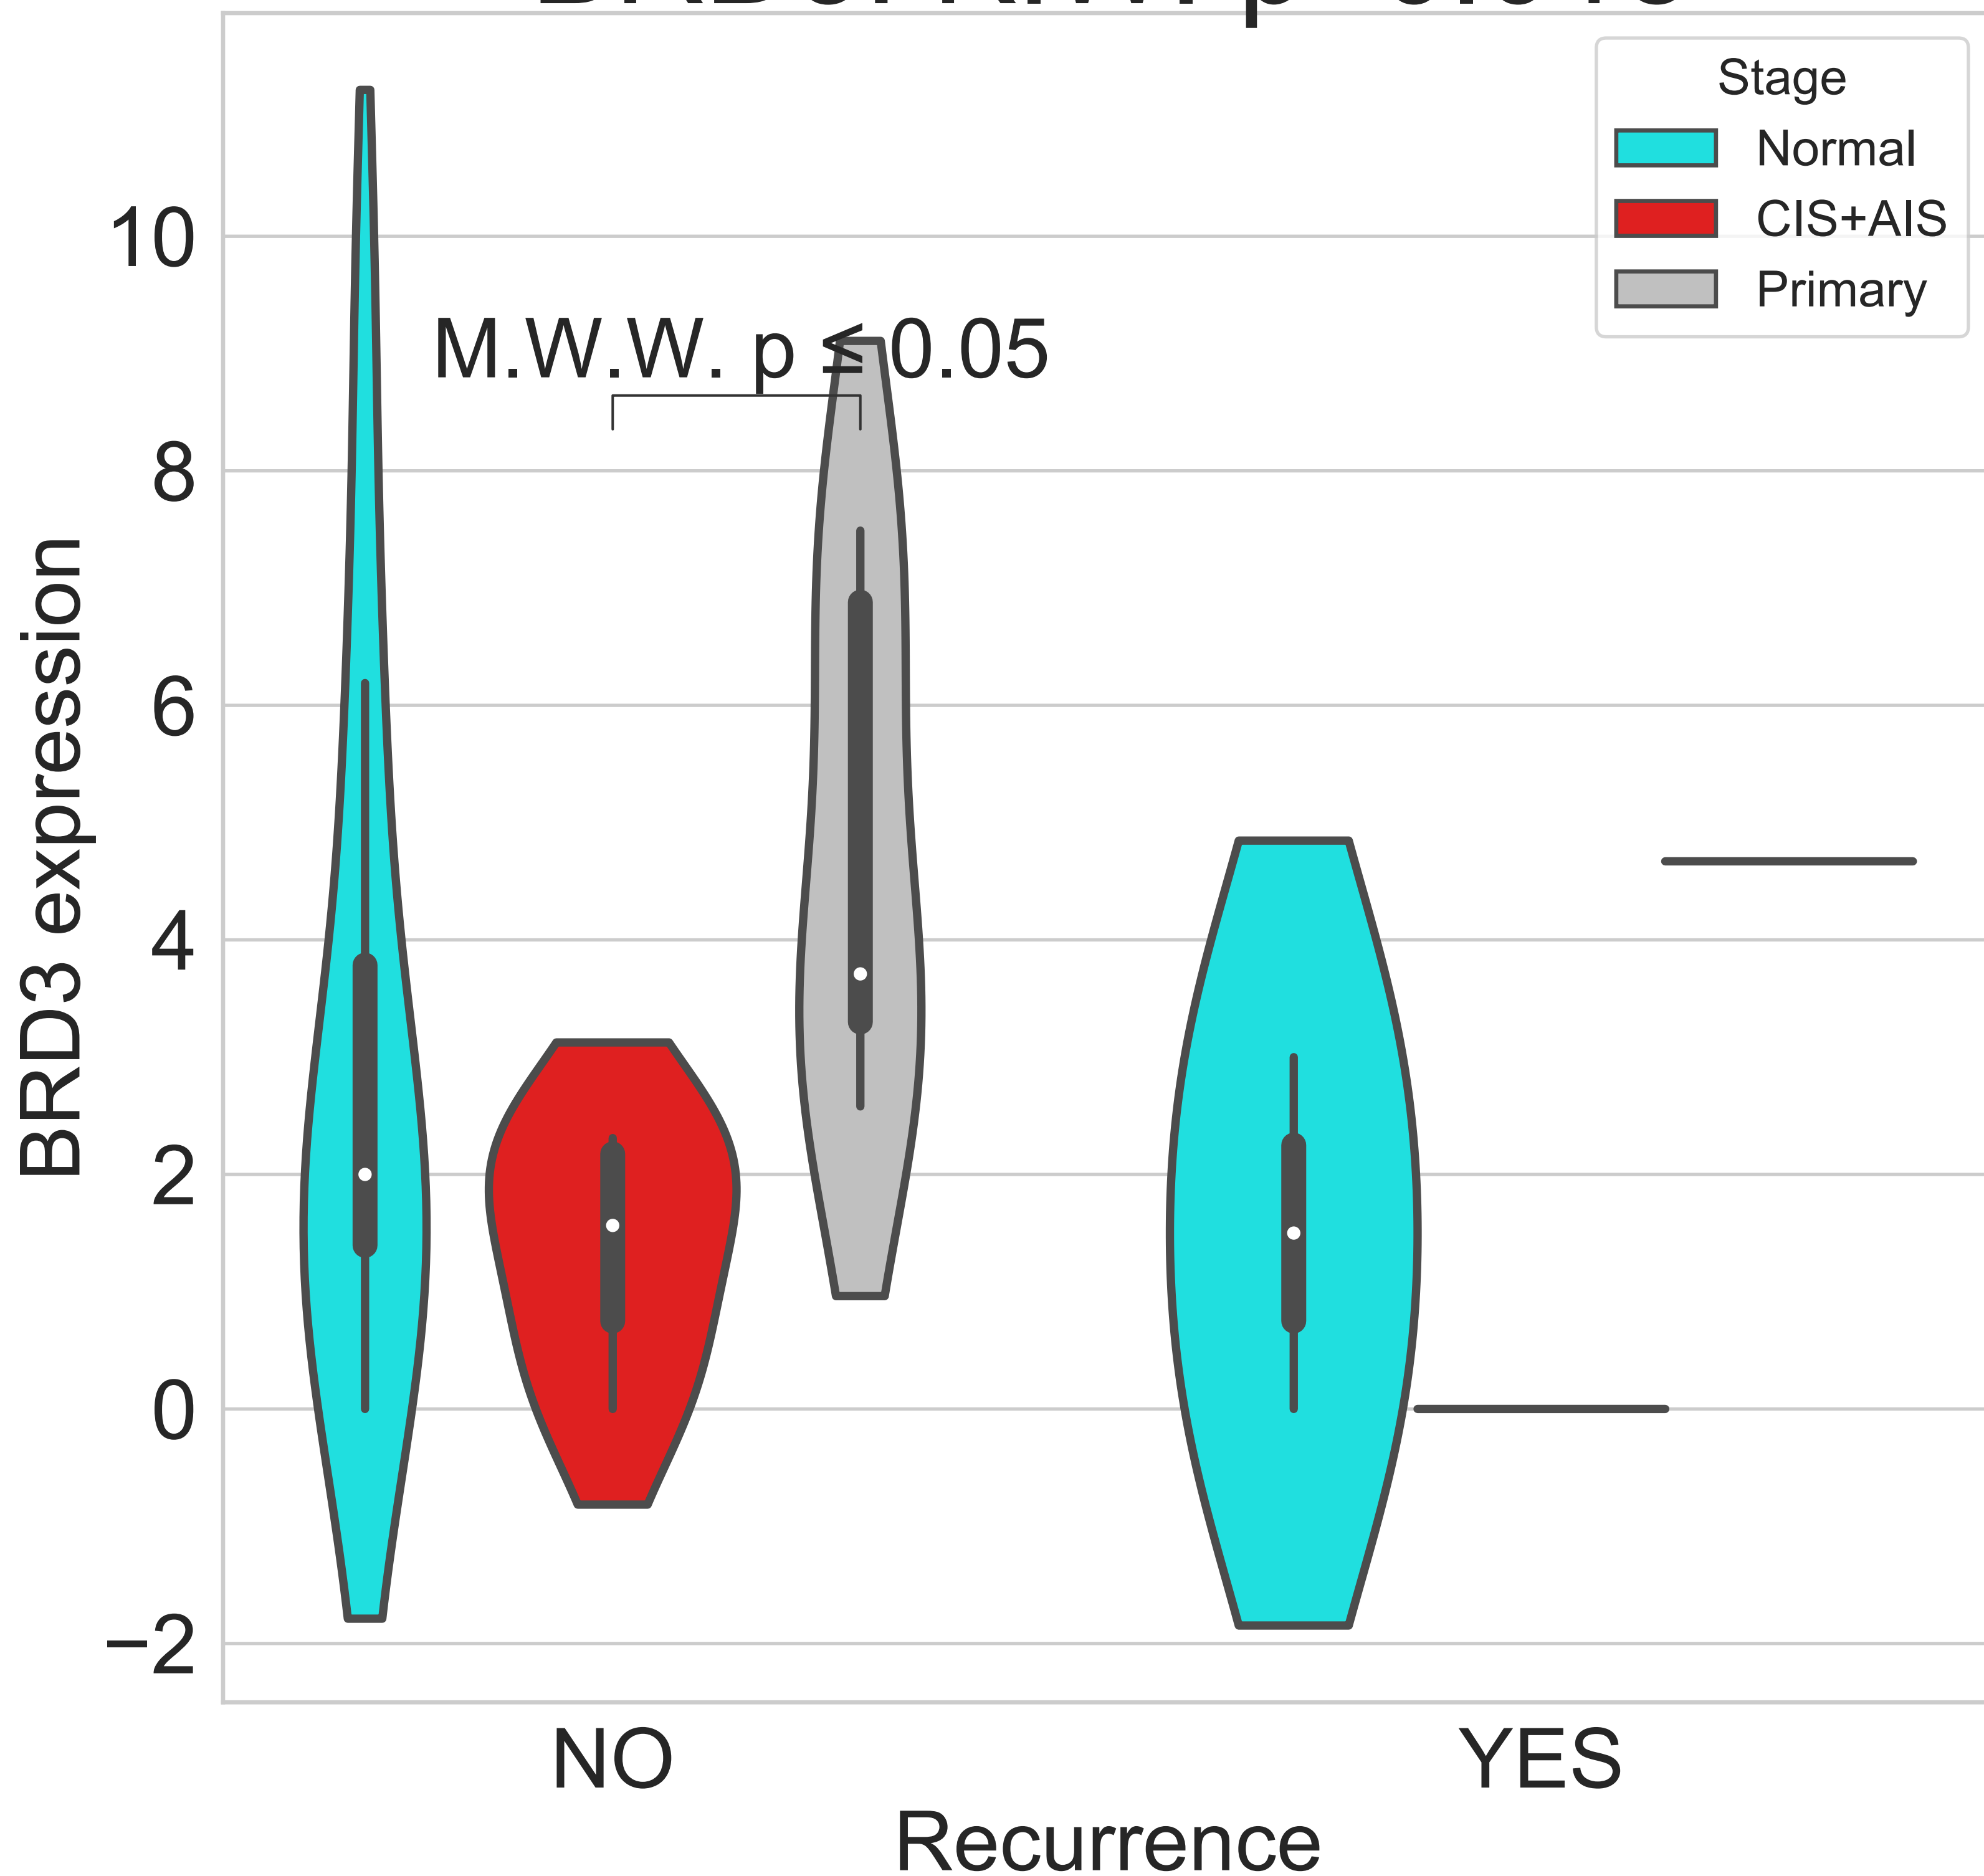 Stage
Normal
CIS+AIS
Primary
M.W.W. p ≤ 0.05
10
8
6
4
2
0
−2
BRD3 expression
NO
YES
Recurrence